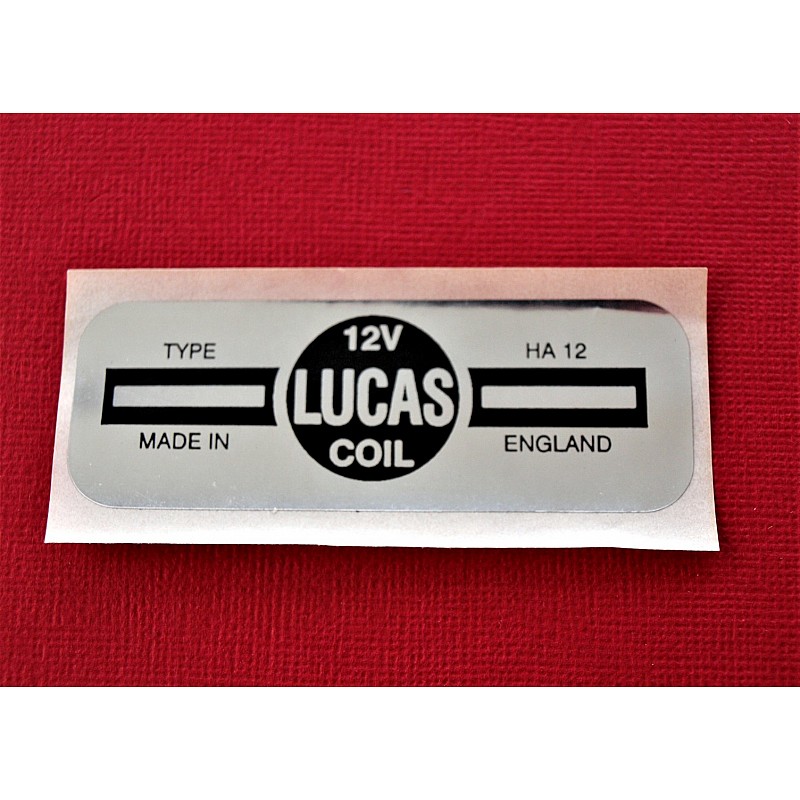 12V
TYPE HA 12
LUCAS
MADE IN ENGLAND
COIL